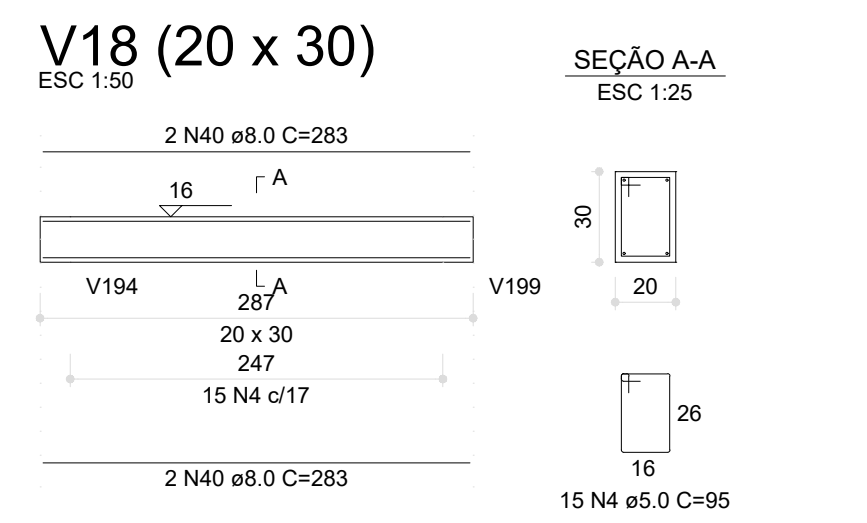 V18 (20 x 30)
ESC 1:50
SEÇÃO A-A
ESC 1:25
2 N40 ø8.0 C=283
A
16
30
V194
A
V199
20
287
20 x 30
247
15 N4 c/17
26
16
2 N40 ø8.0 C=283
15 N4 ø5.0 C=95